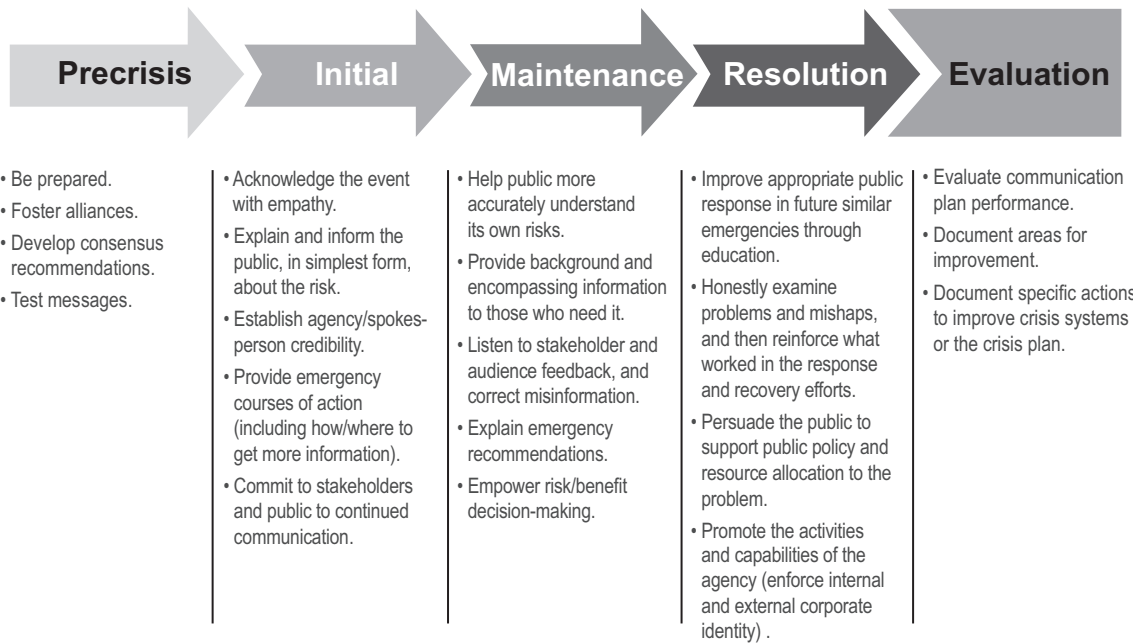 Precrisis
Initial
Maintenance
Resolution
Evaluation
• Be prepared.
• Foster alliances.
• Develop consensus
recommendations.
• Test messages.
• Acknowledge the event
with empathy.
• Explain and inform the
public, in simplest form,
about the risk.
• Establish agency/spokes-
person credibility.
• Provide emergency
courses of action
(including how/where to
get more information).
• Commit to stakeholders
and public to continued
communication.
• Help public more
accurately understand
its own risks.
• Provide background and
encompassing information
to those who need it.
• Listen to stakeholder and
audience feedback, and
correct misinformation.
• Explain emergency
recommendations.
• Empower risk/benefit
decision-making.
• Improve appropriate public
response in future similar
emergencies through
education.
• Honestly examine
problems and mishaps,
and then reinforce what
worked in the response
and recovery efforts.
• Persuade the public to
support public policy and
resource allocation to the
problem.
• Promote the activities
and capabilities of the
agency (enforce internal
and external corporate
identity) .
• Evaluate communication
plan performance.
• Document areas for
improvement.
• Document specific actions
to improve crisis systems
or the crisis plan.